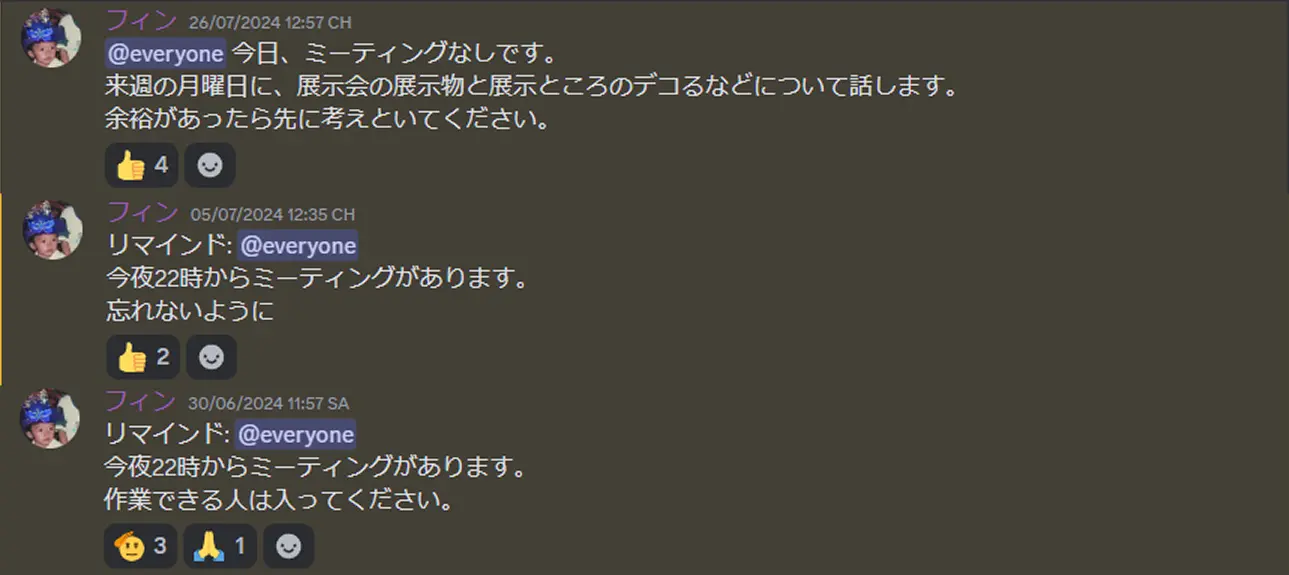 フィン 26/07/2024 12:57 CH
@everyone 今日、ミーティングなしです。
来週の月曜日に、展示会の展示物と展示ところのデコるなどについて話します。
余裕があったら先に考えといてください。
4
フィン 05/07/2024 12:35 CH
リマインド: @everyone
今夜22時からミーティングがあります。
忘れないように
2
フィン 30/06/2024 11:57 SA
リマインド: @everyone
今夜22時からミーティングがあります。
作業できる人は入ってください。
3 1